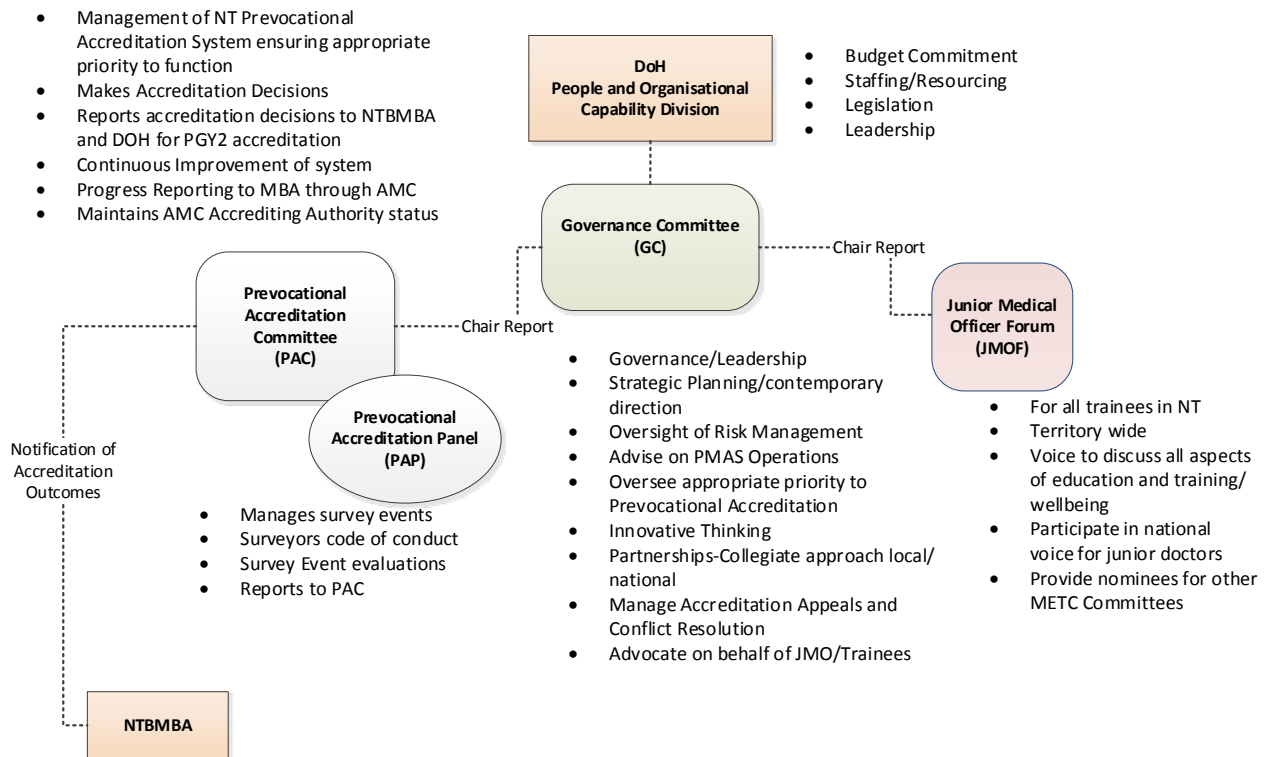 • Management of NT Prevocational
Accreditation System ensuring appropriate
priority to function
• Makes Accreditation Decisions
• Reports accreditation decisions to NTBMBA
and DOH for PGY2 accreditation
• Continuous Improvement of system
• Progress Reporting to MBA through AMC
• Maintains AMC Accrediting Authority status
DoH
People and Organisational
Capability Division
• Budget Commitment
• Staffing/Resourcing
• Legislation
• Leadership
Governance Committee
(GC)
Chair Report
Chair Report
Prevocational
Accreditation
Committee
(PAC)
Junior Medical
Officer Forum
(JMOF)
Prevocational
Accreditation Panel
(PAP)
Notification of
Accreditation
Outcomes
• Manages survey events
• Surveyors code of conduct
• Survey Event evaluations
• Reports to PAC
• Governance/Leadership
• Strategic Planning/contemporary
direction
• Oversight of Risk Management
• Advise on PMAS Operations
• Oversee appropriate priority to
Prevocational Accreditation
• Innovative Thinking
• Partnerships-Collegiate approach local/
national
• Manage Accreditation Appeals and
Conflict Resolution
• Advocate on behalf of JMO/Trainees
• For all trainees in NT
• Territory wide
• Voice to discuss all aspects
of education and training/
wellbeing
• Participate in national
voice for junior doctors
• Provide nominees for other
METC Committees
NTBMBA